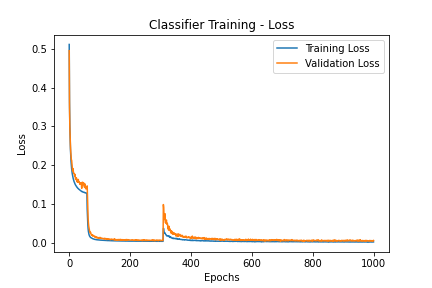 Classifier Training - Loss
Training Loss
Validation Loss
Loss
0.5
0.4
0.3
0.2
0.1
0.0
0 200 400 600 800 1000
Epochs